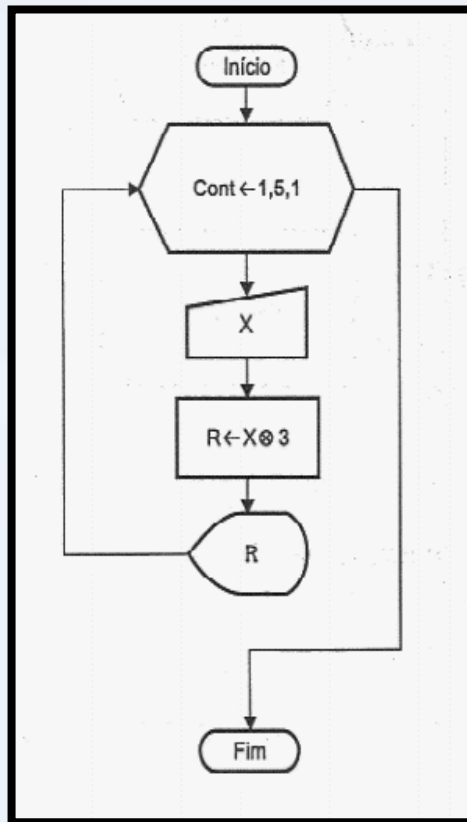 Início
Cont ← 1,5,1
X
R ← X ⊗ 3
R
Fim